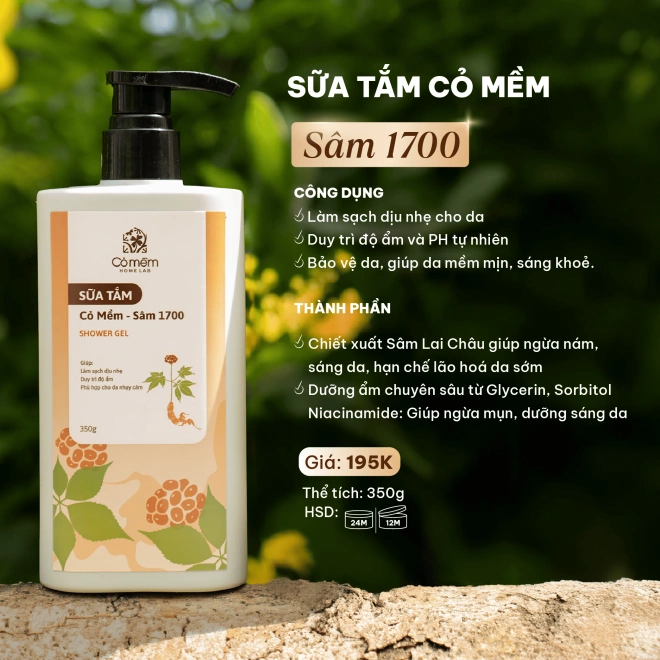 SỮA TẮM CỎ MỀM
Sâm 1700
CÔNG DỤNG
Làm sạch dịu nhẹ cho da
Duy trì độ ẩm và PH tự nhiên
Bảo vệ da, giúp da mềm mịn, sáng khoẻ.
THÀNH PHẦN
Chiết xuất Sâm Lai Châu giúp ngừa nám,
sáng da, hạn chế lão hoá da sớm
Dưỡng ẩm chuyên sâu từ Glycerin, Sorbitol
Niacinamide: Giúp ngừa mụn, dưỡng sáng da
Giá: 195K
Thể tích: 350g
HSD: 24M 12M
Cỏ mềm
HOME LAB
SỮA TẮM
Cỏ Mềm - Sâm 1700
SHOWER GEL
Giúp:
Làm sạch dịu nhẹ
Duy trì độ ẩm
Phù hợp cho da nhạy cảm
350g